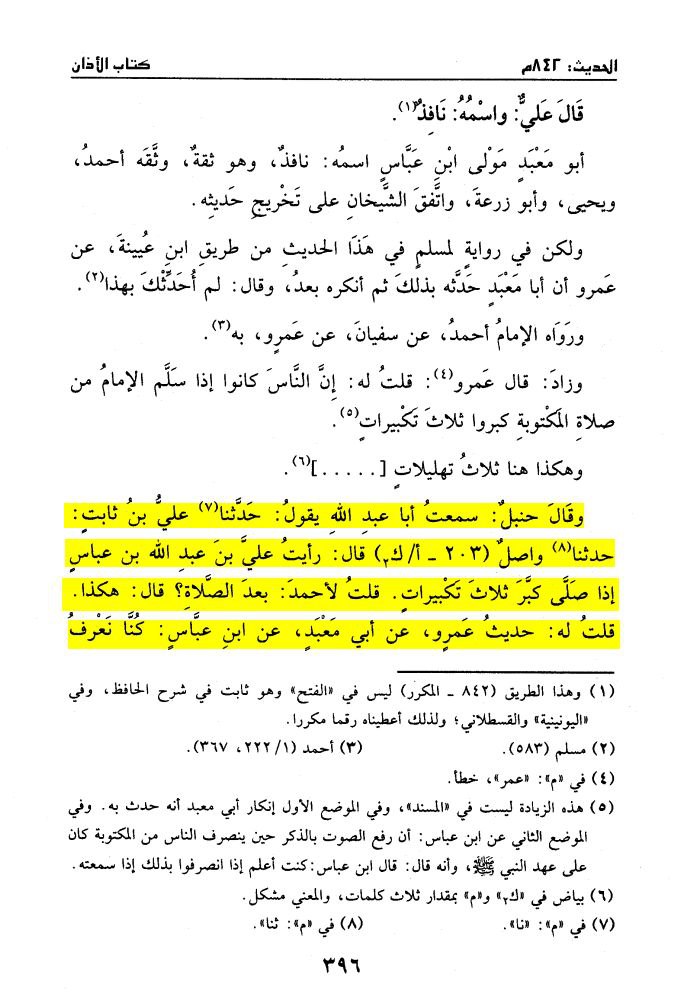 الحديث: ٨٤٢م
كتاب الأذان
قَالَ عَلِيٌّ: واسْمُهُ: نَافِذٌ(١).
أبو مَعْبَدٍ مَوْلى ابْنِ عَبَّاسٍ اسمُه: نافذٌ، وهو ثقةٌ، وثَّقَه أحمدُ،
ويحيى، وأبو زرعةَ، واتَّفقَ الشَّيخانِ على تَخْريجِ حَديثِه.
ولكن في روايةٍ لمسلمٍ في هَذَا الحديثِ من طريقِ ابنِ عُيينةَ، عن
عَمرو أن أبا مَعْبَدٍ حَدَّثه بذلكَ ثم أنكره بعدُ، وقال: لم أُحَدِّثْكَ بهذا(٢).
ورَوَاه الإمامُ أحمدُ، عن سفيانَ، عن عَمرٍو، به(٣).
وزادَ: قال عَمرو(٤): قلتُ له: إنَّ النَّاسَ كانوا إذا سَلَّم الإمامُ من
صلاةِ المَكْتوبةِ كبروا ثلاثَ تَكْبيراتٍ(٥).
وهكذا هنا ثلاثُ تهليلاتٍ [. . . . .](٦).
وقَالَ حنبلٌ: سمعتُ أبا عبدِ اللهِ يقولُ: حَدَّثنا(٧) عليُّ بنُ ثابتٍ:
حدثنا(٨) واصلٌ (٢٠٣ ـ أ/ك٢) قال: رأيتُ عليَّ بنَ عبدِ الله بن عباسٍ
إذا صَلَّى كبَّرَ ثلاثَ تَكْبيراتٍ. قلتُ لأحمدَ: بعدَ الصَّلاةِ؟ قال: هكذا.
قلتُ له: حديثُ عَمرٍو، عن أبي مَعْبَدٍ، عن ابنِ عبَّاسٍ: كُنَّا نَعْرفُ
(١) وهذا الطريق (٨٤٢ ـ المكرر) ليس في «الفتح» وهو ثابت في شرح الحافظ، وفي
«اليونينية» والقسطلاني؛ ولذلك أعطيناه رقما مكررا.
(٢) مسلم (٥٨٣).
(٣) أحمد (١/ ٢٢٢، ٣٦٧).
(٤) في «م»: «عمر»، خطأ.
(٥) هذه الزيادة ليست في «المسند»، وفي الموضع الأول إنكار أبي معبد أنه حدث به. وفي
الموضع الثاني عن ابن عباس: أن رفع الصوت بالذكر حين ينصرف الناس من المكتوبة كان
على عهد النبي ﷺ، وأنه قال: قال ابن عباس:كنت أعلم إذا انصرفوا بذلك إذا سمعته.
(٦) بياض في «ك٢» و«م» بمقدار ثلاث كلمات، والمعني مشكل.
(٧) في «م»: «نا».
(٨) في «م»: «ثنا».
٣٩٦